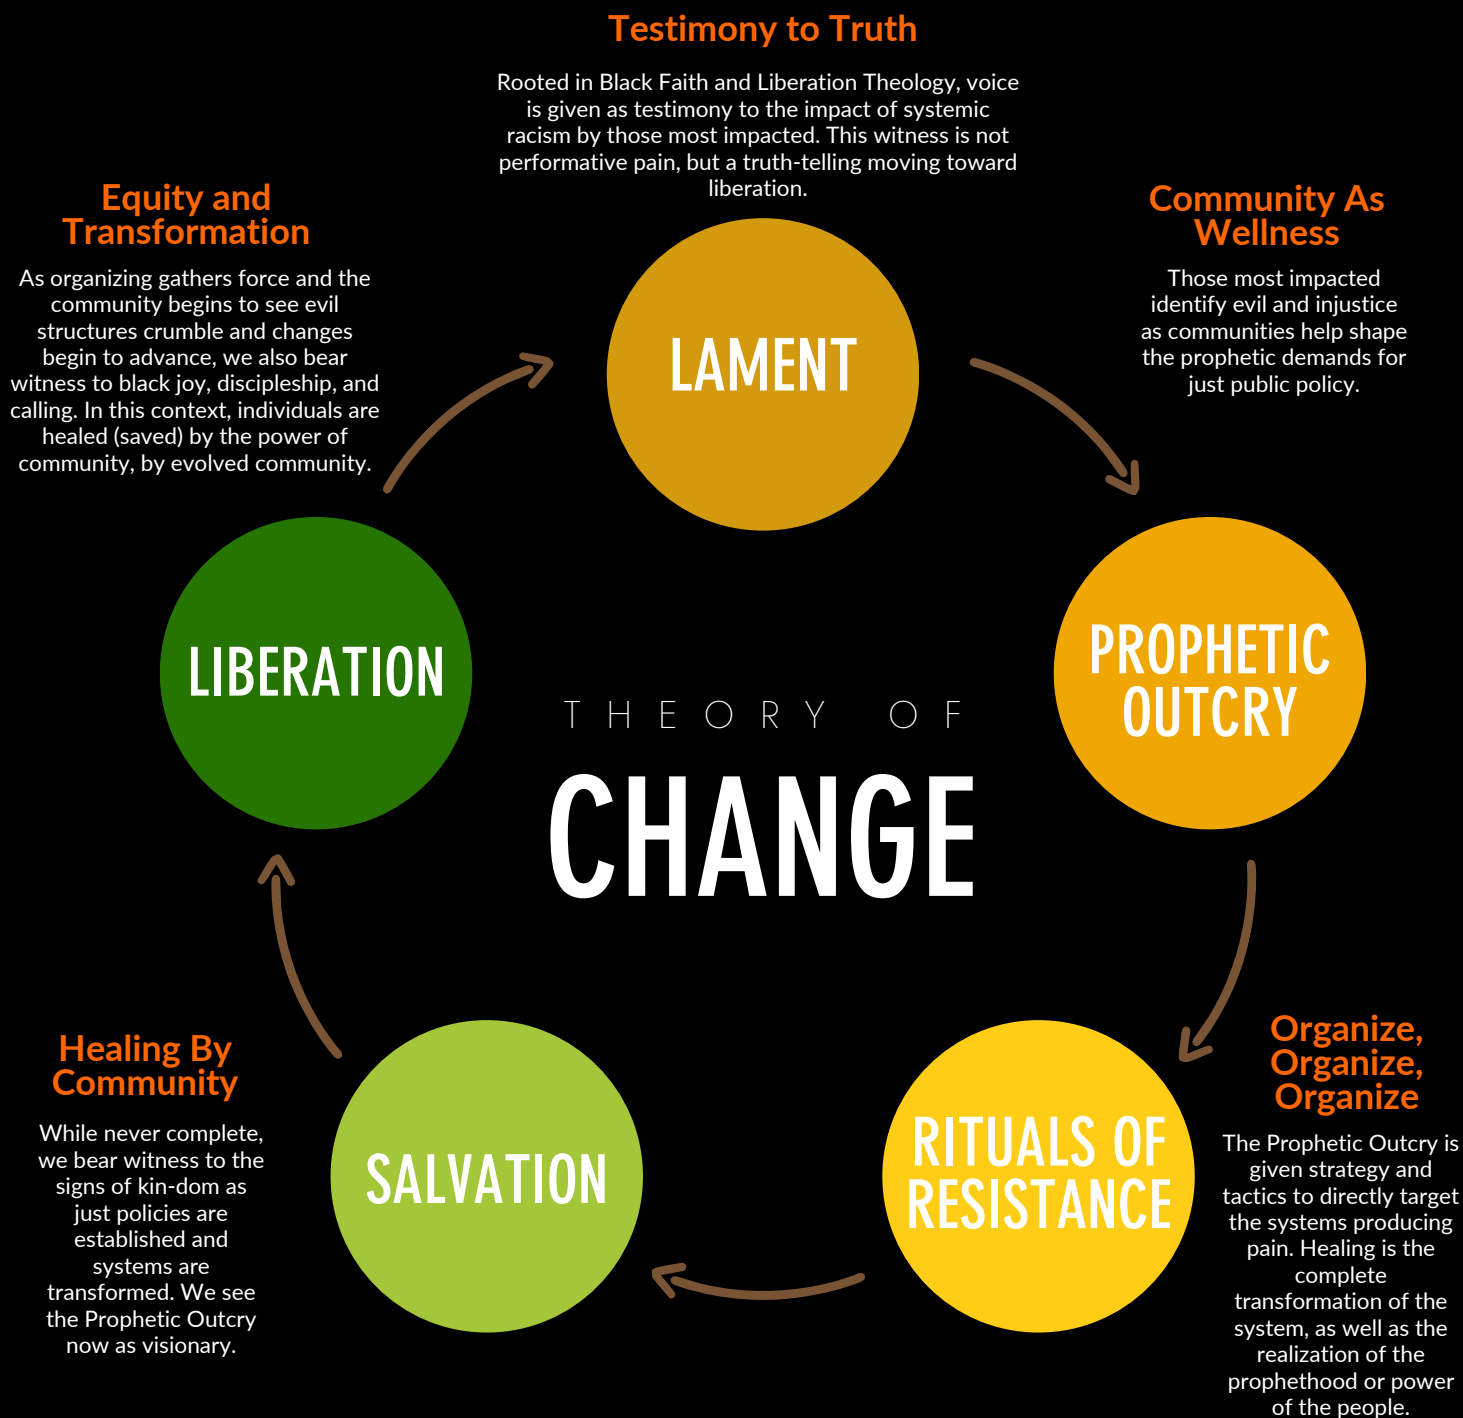 Testimony to Truth
Rooted in Black Faith and Liberation Theology, voice
is given as testimony to the impact of systemic
racism by those most impacted. This witness is not
performative pain, but a truth-telling moving toward
liberation.
LAMENT
Community As
Wellness
Those most impacted
identify evil and injustice
as communities help shape
the prophetic demands for
just public policy.
PROPHETIC
OUTCRY
Organize,
Organize,
Organize
The Prophetic Outcry is
given strategy and
tactics to directly target
the systems producing
pain. Healing is the
complete
transformation of the
system, as well as the
realization of the
prophethood or power
of the people.
RITUALS OF
RESISTANCE
Healing By
Community
While never complete,
we bear witness to the
signs of kin-dom as
just policies are
established and
systems are
transformed. We see
the Prophetic Outcry
now as visionary.
SALVATION
Equity and
Transformation
As organizing gathers force and the
community begins to see evil
structures crumble and changes
begin to advance, we also bear
witness to black joy, discipleship, and
calling. In this context, individuals are
healed (saved) by the power of
community, by evolved community.
LIBERATION
THEORY OF
CHANGE